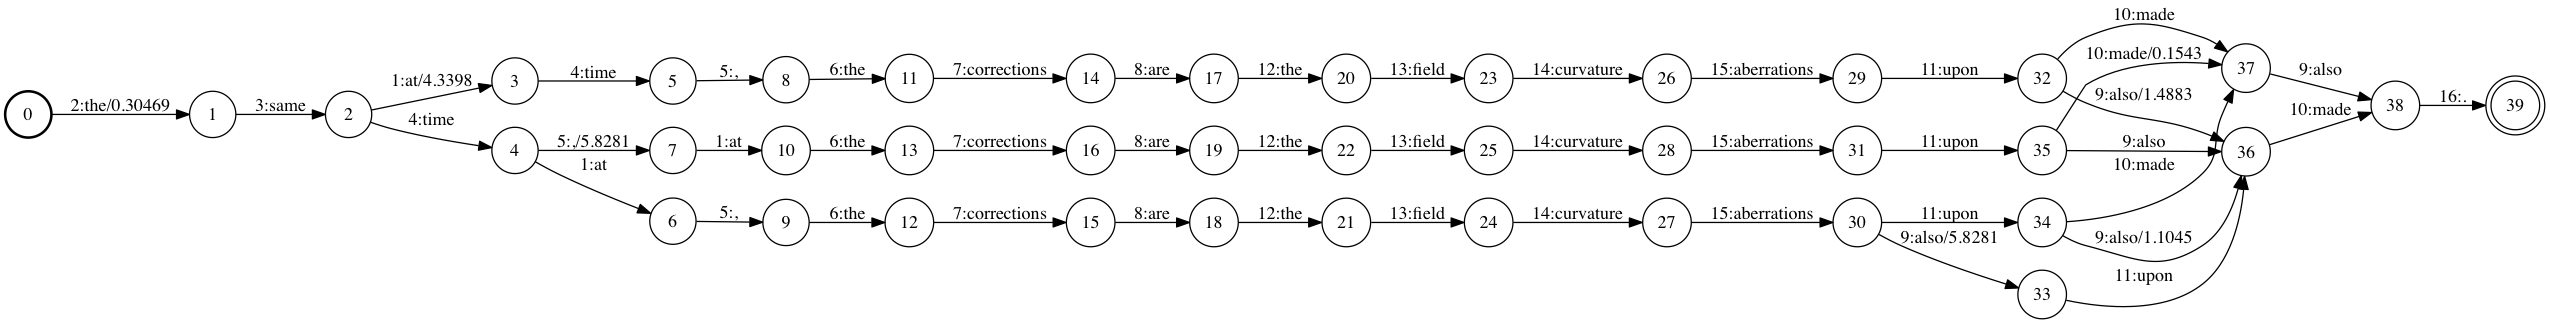 10:made
10:made/0.1543
9:also
1:at/4.3398 3 4:time 5 5:, 8 6:the 11 7:corrections 14 8:are 17 12:the 20 13:field 23 14:curvature 26 15:aberrations 29 11:upon 32 37
9:also/1.4883
0 2:the/0.30469 1 3:same 2 38 16:. 39
4:time 10:made
4 5:,/5.8281 7 1:at 10 6:the 13 7:corrections 16 8:are 19 12:the 22 13:field 25 14:curvature 28 15:aberrations 31 11:upon 35 9:also 36
1:at 10:made
6 5:, 9 6:the 12 7:corrections 15 8:are 18 12:the 21 13:field 24 14:curvature 27 15:aberrations 30 11:upon 34
9:also/5.8281 9:also/1.1045
11:upon
33